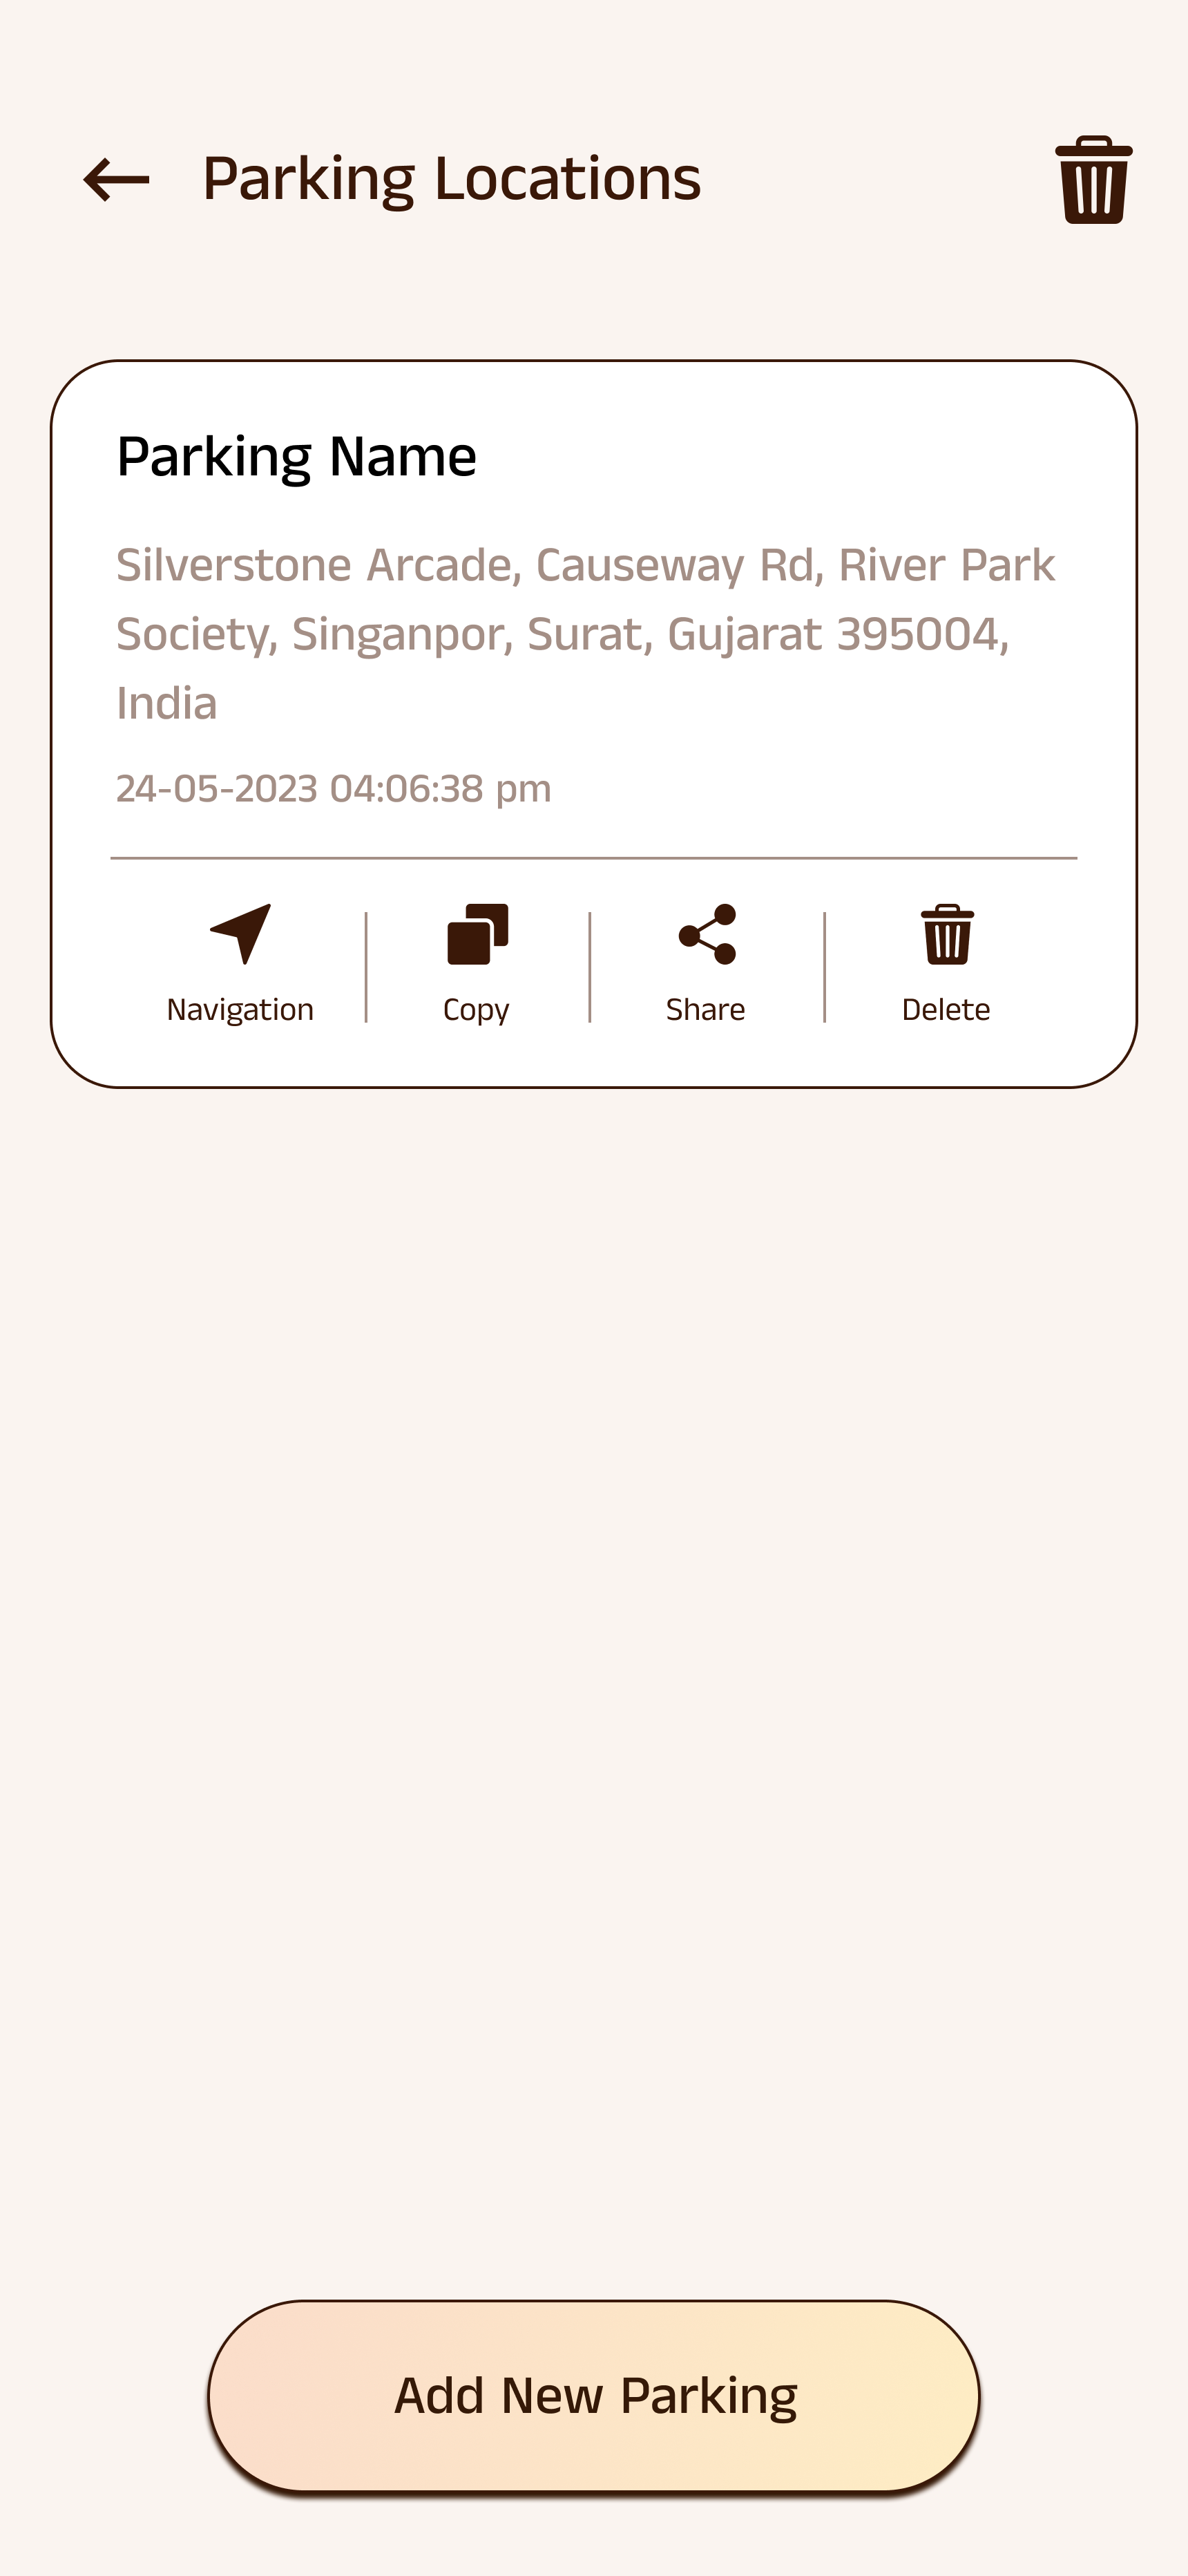 Parking Locations
Parking Name
Silverstone Arcade, Causeway Rd, River Park
Society, Singanpor, Surat, Gujarat 395004,
India
24-05-2023 04:06:38 pm
Navigation
Copy
Share
Delete
Add New Parking